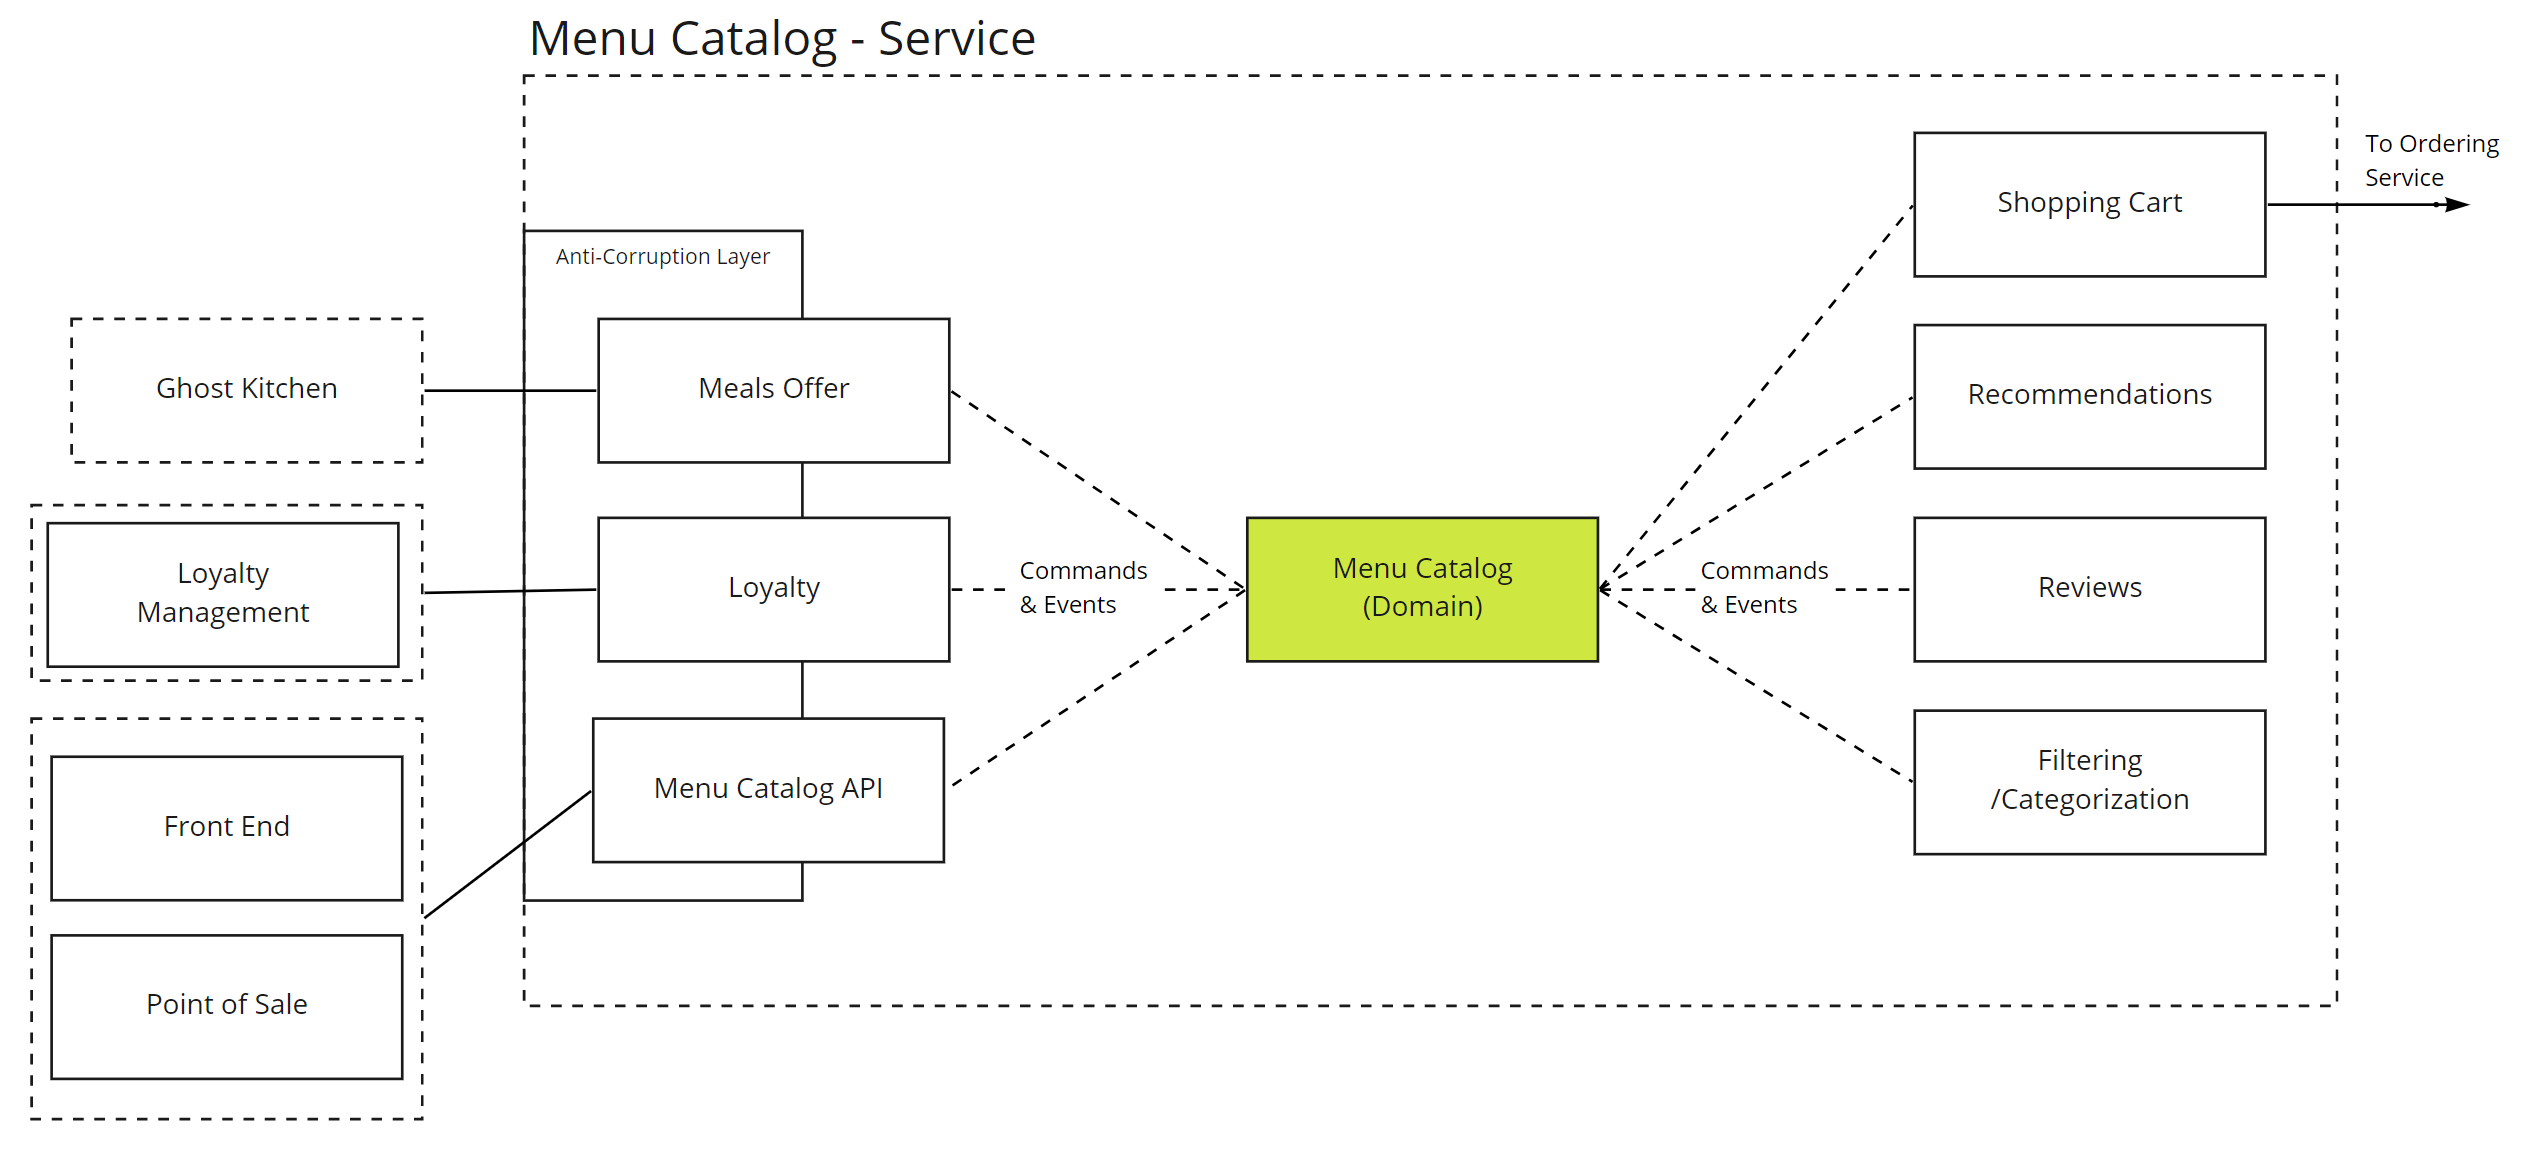 Menu Catalog - Service
To Ordering
Service
Shopping Cart
Anti-Corruption Layer
Ghost Kitchen
Meals Offer
Recommendations
Loyalty
Management
Loyalty
Commands
& Events
Menu Catalog
(Domain)
Commands
& Events
Reviews
Front End
Menu Catalog API
Filtering
/Categorization
Point of Sale